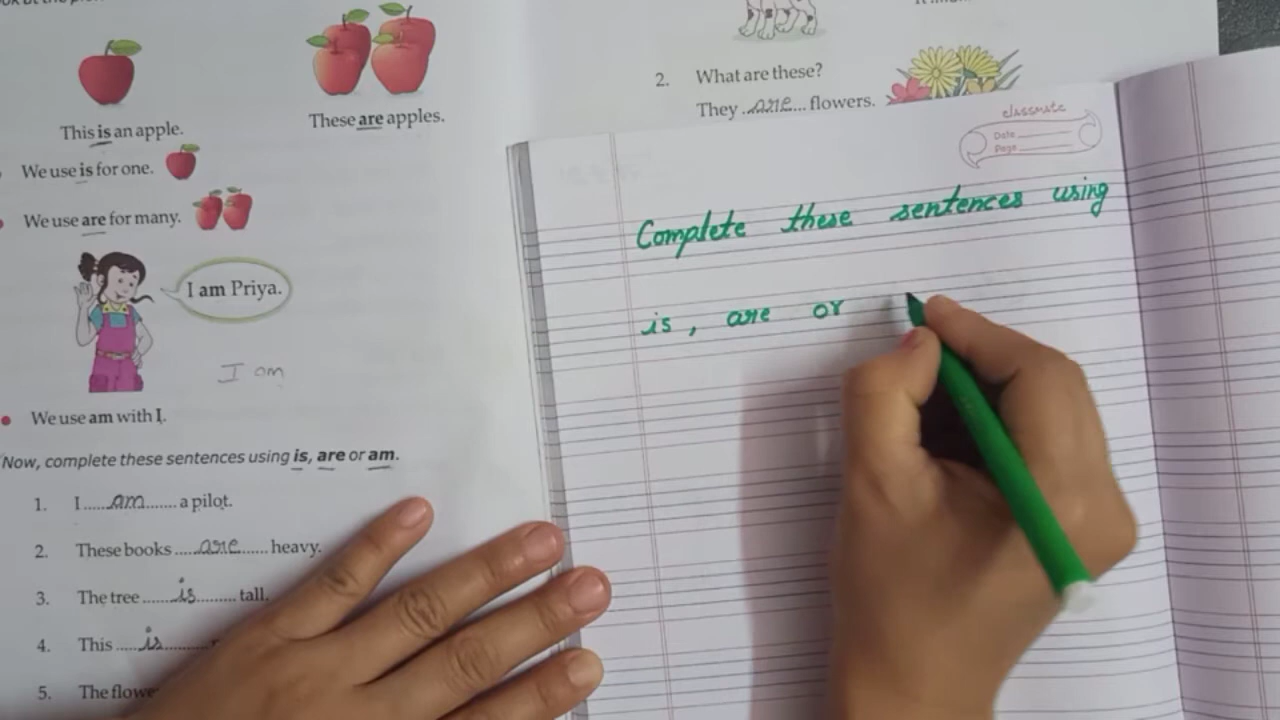 This is an apple.
These are apples.
We use is for one.
We use are for many.
I am Priya.
I am
We use am with I.
Now, complete these sentences using is, are or am.
1. I ......am....... a pilot.
2. These books .....are...... heavy.
3. The tree .......is......... tall.
4. This .....is
5. The
2. What are these?
They ..are... flowers.
classmate
Date
Page
Complete these sentences using
is, are or